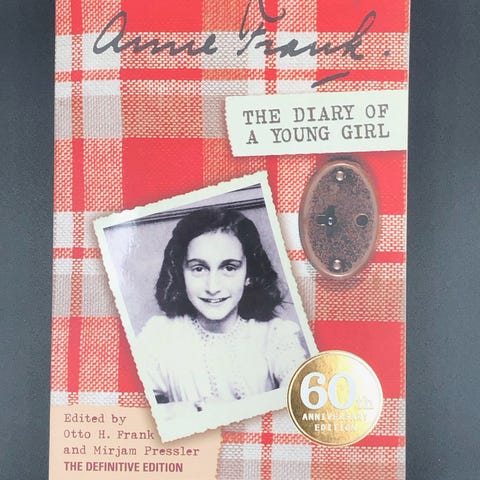 Anne Frank.
THE DIARY OF
A YOUNG GIRL
60th
ANNIVERSARY
EDITION
Edited by
Otto H. Frank
and Mirjam Pressler
THE DEFINITIVE EDITION